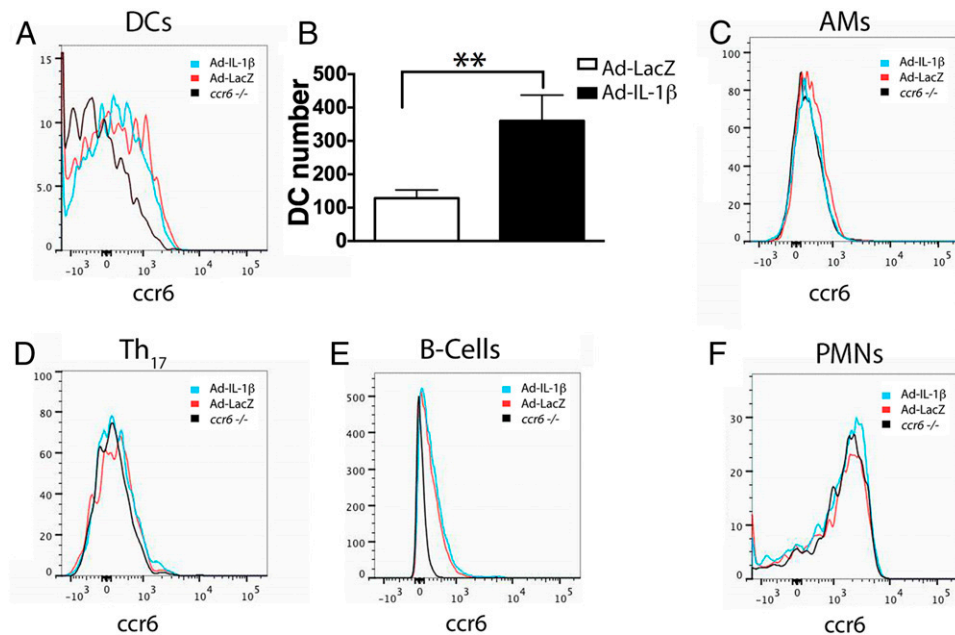 A DCs
15
10
5.0
0
Ad-IL-1β
Ad-LacZ
ccr6 -/-
-10³ 0 10³ 10⁴ 10⁵
ccr6
B
**
500
400
300
200
100
0
DC number
Ad-LacZ
Ad-IL-1β
C AMs
100
80
60
40
20
0
Ad-IL-1β
Ad-LacZ
ccr6 -/-
-10³ 0 10³ 10⁴ 10⁵
ccr6
D Th₁₇
100
80
60
40
20
0
Ad-IL-1β
Ad-LacZ
ccr6 -/-
-10³ 0 10³ 10⁴ 10⁵
ccr6
E B-Cells
500
400
300
200
100
0
Ad-IL-1β
Ad-LacZ
ccr6 -/-
-10³ 0 10³ 10⁴ 10⁵
ccr6
F PMNs
30
20
10
0
Ad-IL-1β
Ad-LacZ
ccr6 -/-
-10³ 0 10³ 10⁴ 10⁵
ccr6